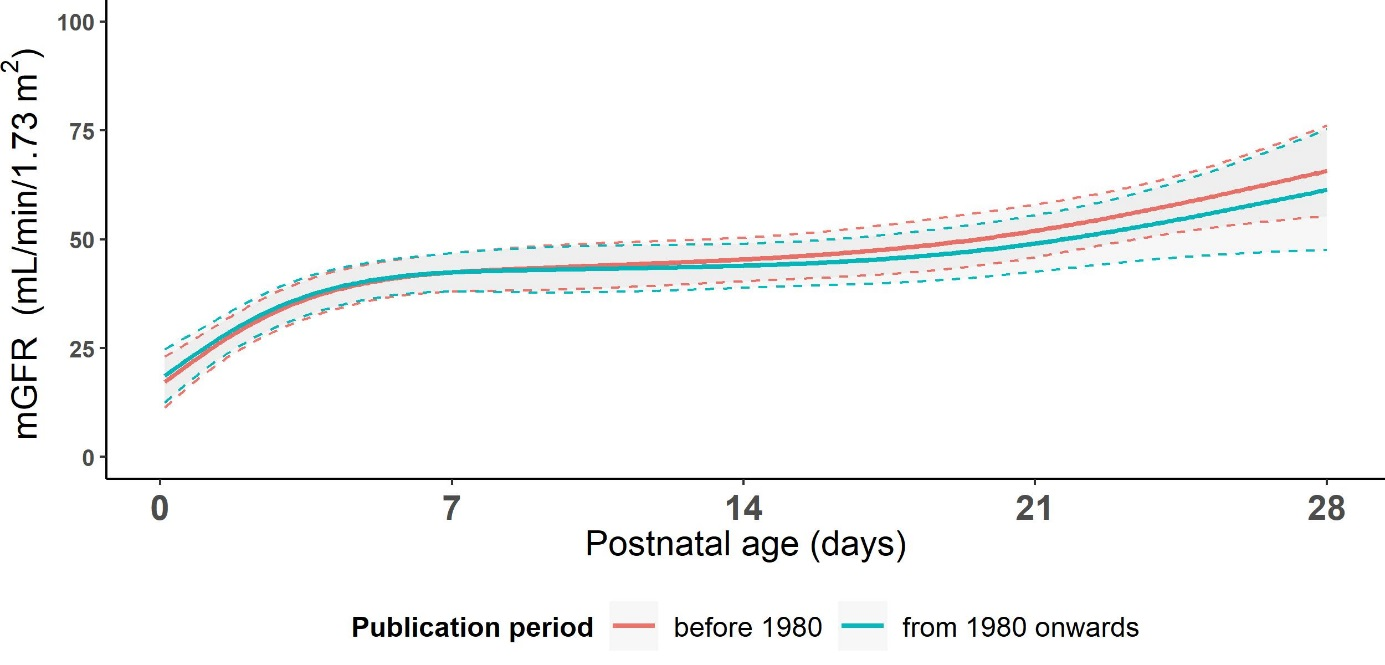 mGFR (mL/min/1.73 m²)
100
75
50
25
0
0 7 14 21 28
Postnatal age (days)
Publication period before 1980 from 1980 onwards